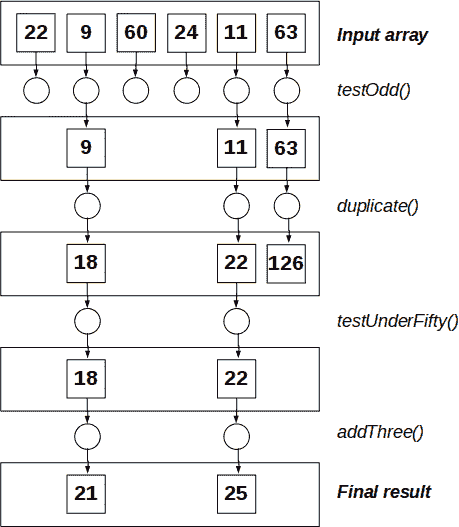 22 9 60 24 11 63 Input array
testOdd()
9 11 63
duplicate()
18 22 126
testUnderFifty()
18 22
addThree()
21 25 Final result